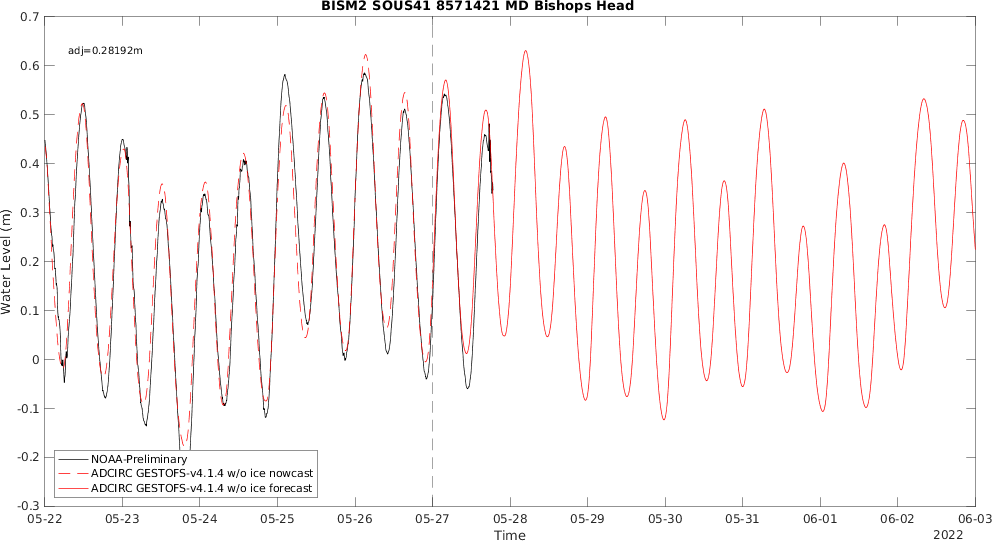 BISM2 SOUS41 8571421 MD Bishops Head
0.7
adj=0.28192m
0.6
0.5
0.4
0.3
0.2
0.1
0
-0.1
-0.2
-0.3
Water Level (m)
NOAA-Preliminary
ADCIRC GESTOFS-v4.1.4 w/o ice nowcast
ADCIRC GESTOFS-v4.1.4 w/o ice forecast
05-22 05-23 05-24 05-25 05-26 05-27 05-28 05-29 05-30 05-31 06-01 06-02 06-03
Time
2022